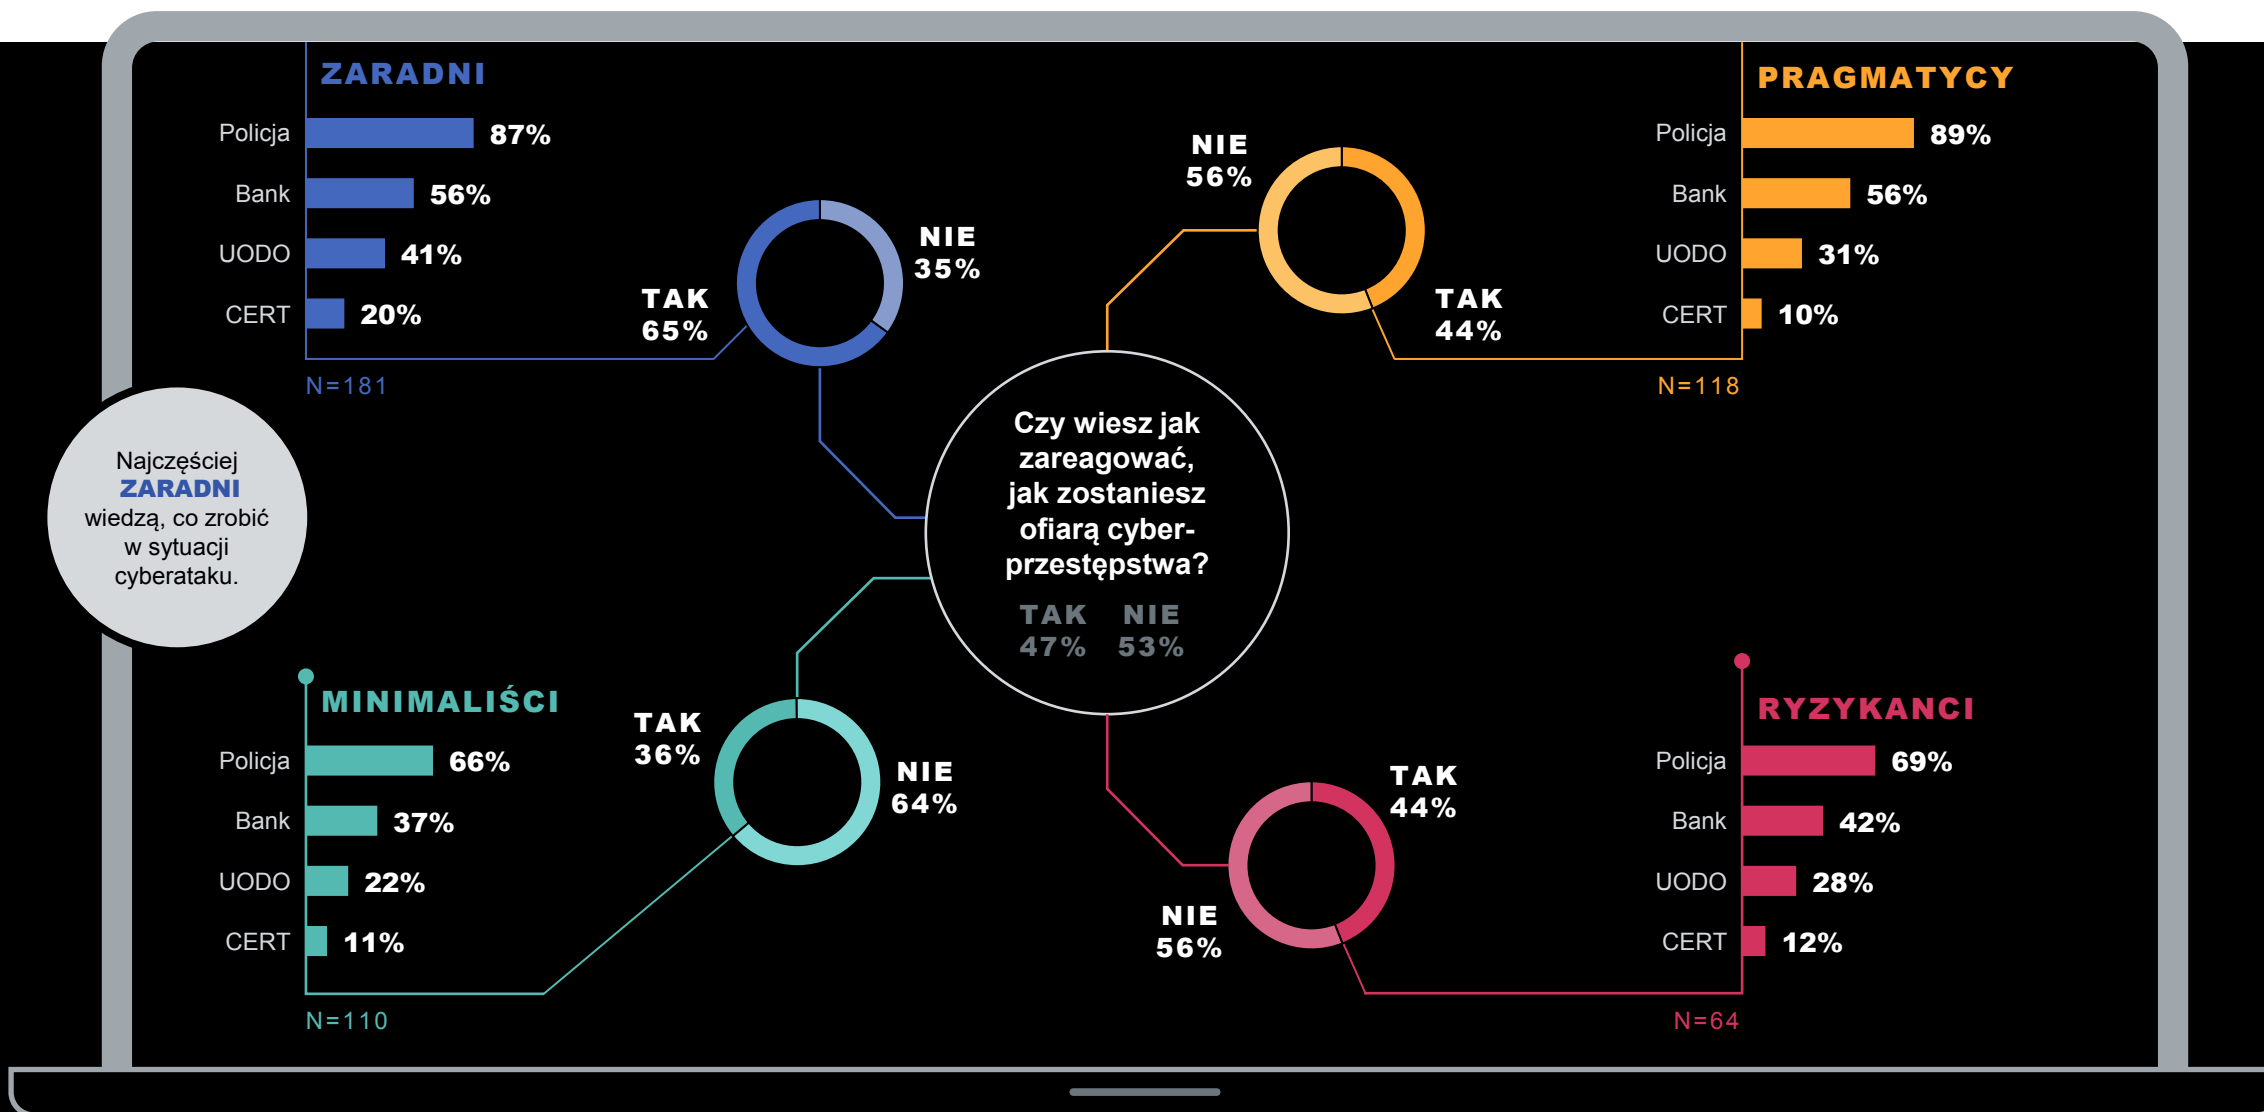 ZARADNI
Policja 87%
Bank 56%
UODO 41%
CERT 20%
N=181
TAK
65%
NIE
35%
NIE
56%
TAK
44%
PRAGMATYCY
Policja 89%
Bank 56%
UODO 31%
CERT 10%
N=118
Najczęściej
ZARADNI
wiedzą, co zrobić
w sytuacji
cyberataku.
Czy wiesz jak
zareagować,
jak zostaniesz
ofiarą cyber-
przestępstwa?
TAK NIE
47% 53%
MINIMALIŚCI
Policja 66%
Bank 37%
UODO 22%
CERT 11%
N=110
TAK
36%
NIE
64%
TAK
44%
NIE
56%
RYZYKANCI
Policja 69%
Bank 42%
UODO 28%
CERT 12%
N=64